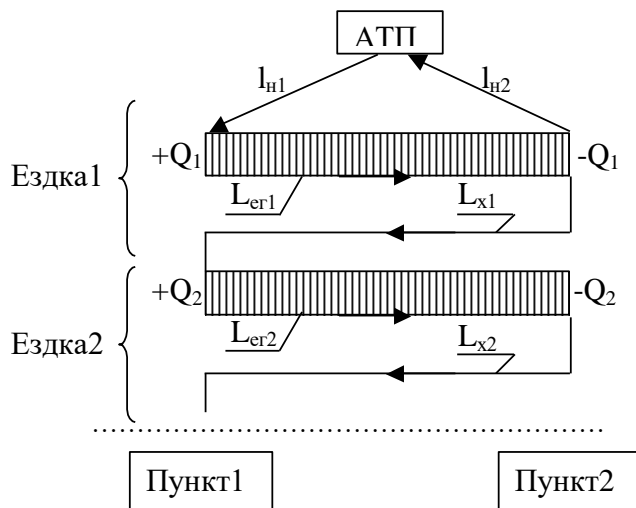 АТП
lн1 lн2
+Q1 -Q1
Ездка1
Lег1 Lх1
+Q2 -Q2
Lег2 Lх2
Ездка2
Пункт1 Пункт2